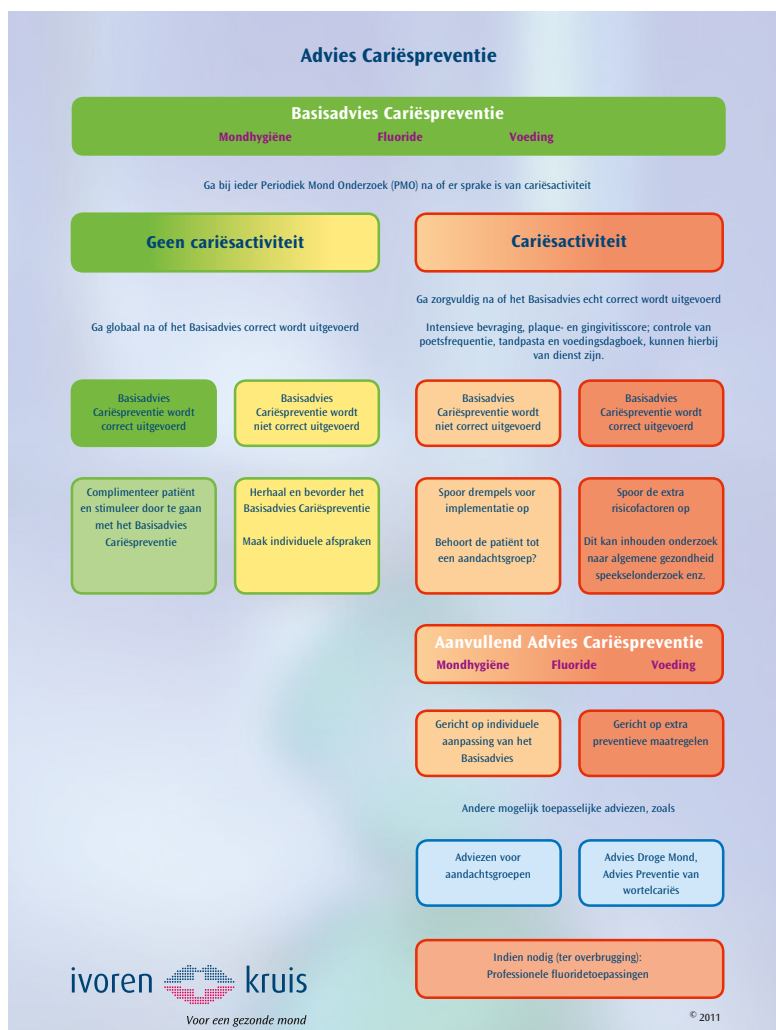 Advies Cariëspreventie
Basisadvies Cariëspreventie
Mondhygiëne Fluoride Voeding
Ga bij ieder Periodiek Mond Onderzoek (PMO) na of er sprake is van cariësactiviteit
Geen cariësactiviteit
Ga globaal na of het Basisadvies correct wordt uitgevoerd
Basisadvies
Cariëspreventie wordt
correct uitgevoerd
Basisadvies
Cariëspreventie wordt
niet correct uitgevoerd
Complimenteer patiënt
en stimuleer door te gaan
met het Basisadvies
Cariëspreventie
Herhaal en bevorder het
Basisadvies Cariëspreventie
Maak individuele afspraken
Cariësactiviteit
Ga zorgvuldig na of het Basisadvies echt correct wordt uitgevoerd
Intensieve bevraging, plaque- en gingivitisscore; controle van
poetsfrequentie, tandpasta en voedingsdagboek, kunnen hierbij
van dienst zijn.
Basisadvies
Cariëspreventie wordt
niet correct uitgevoerd
Basisadvies
Cariëspreventie wordt
correct uitgevoerd
Spoor drempels voor
implementatie op
Behoort de patiënt tot
een aandachtsgroep?
Spoor de extra
risicofactoren op
Dit kan inhouden onderzoek
naar algemene gezondheid
speekselonderzoek enz.
Aanvullend Advies Cariëspreventie
Mondhygiëne Fluoride Voeding
Gericht op individuele
aanpassing van het
Basisadvies
Gericht op extra
preventieve maatregelen
Andere mogelijk toepasselijke adviezen, zoals
Adviezen voor
aandachtsgroepen
Advies Droge Mond,
Advies Preventie van
wortelcariës
Indien nodig (ter overbrugging):
Professionele fluoridetoepassingen
ivoren kruis
Voor een gezonde mond
© 2011